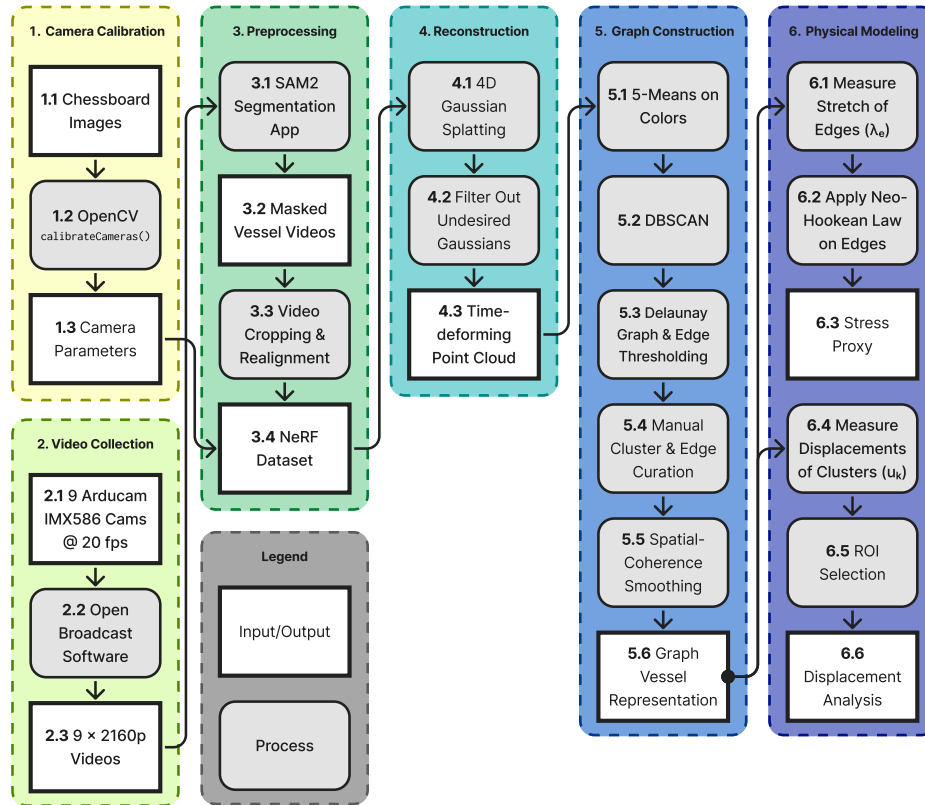 1. Camera Calibration
1.1 Chessboard
Images
1.2 OpenCV
calibrateCameras()
1.3 Camera
Parameters
2. Video Collection
2.1 9 Arducam
IMX586 Cams
@ 20 fps
2.2 Open
Broadcast
Software
2.3 9 × 2160p
Videos
3. Preprocessing
3.1 SAM2
Segmentation
App
3.2 Masked
Vessel Videos
3.3 Video
Cropping &
Realignment
3.4 NeRF
Dataset
Legend
Input/Output
Process
4. Reconstruction
4.1 4D
Gaussian
Splatting
4.2 Filter Out
Undesired
Gaussians
4.3 Time-
deforming
Point Cloud
5. Graph Construction
5.1 5-Means on
Colors
5.2 DBSCAN
5.3 Delaunay
Graph & Edge
Thresholding
5.4 Manual
Cluster & Edge
Curation
5.5 Spatial-
Coherence
Smoothing
5.6 Graph
Vessel
Representation
6. Physical Modeling
6.1 Measure
Stretch of
Edges (λₑ)
6.2 Apply Neo-
Hookean Law
on Edges
6.3 Stress
Proxy
6.4 Measure
Displacements
of Clusters (uₖ)
6.5 ROI
Selection
6.6
Displacement
Analysis